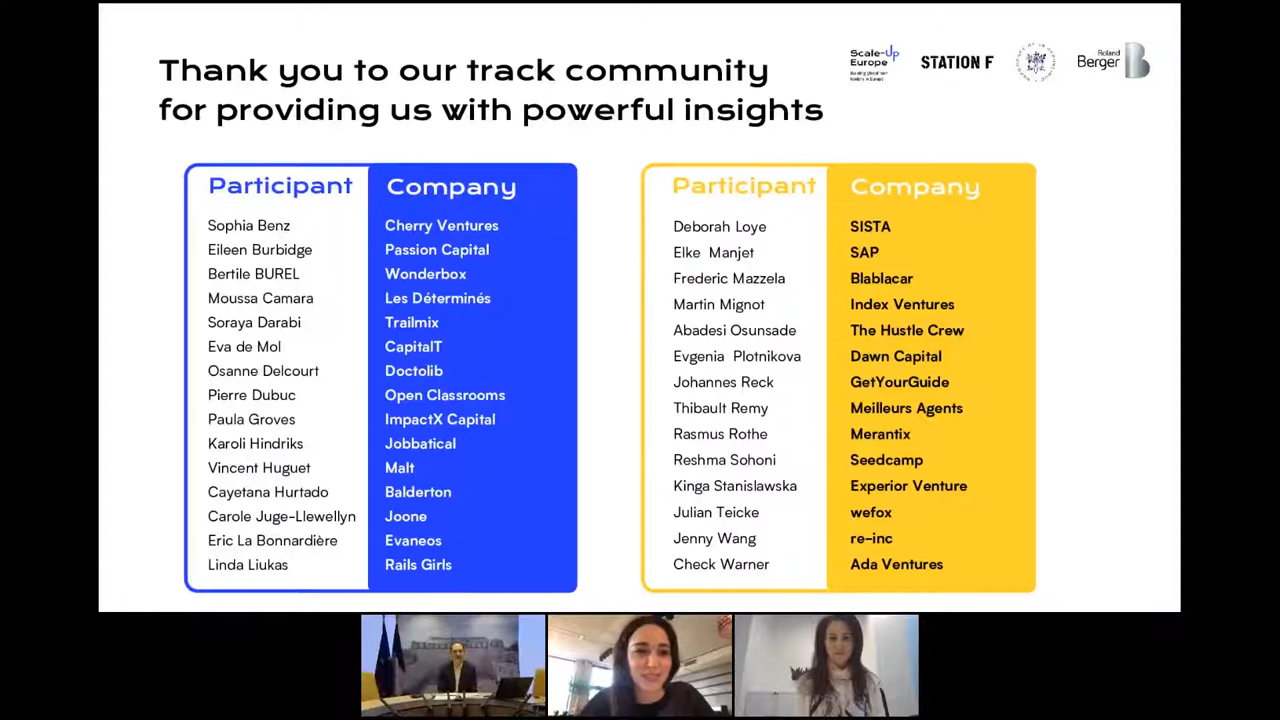 Thank you to our track community
for providing us with powerful insights
Scale-Up
Europe
STATION F
Roland
Berger
Participant Company
Sophia Benz Cherry Ventures
Eileen Burbidge Passion Capital
Bertile BUREL Wonderbox
Moussa Camara Les Déterminés
Soraya Darabi Trailmix
Eva de Mol CapitalT
Osanne Delcourt Doctolib
Pierre Dubuc Open Classrooms
Paula Groves ImpactX Capital
Karoli Hindriks Jobbatical
Vincent Huguet Malt
Cayetana Hurtado Balderton
Carole Juge-Llewellyn Joone
Eric La Bonnardière Evaneos
Linda Liukas Rails Girls
Participant Company
Deborah Loye SISTA
Elke Manjet SAP
Frederic Mazzela Blablacar
Martin Mignot Index Ventures
Abadesi Osunsade The Hustle Crew
Evgenia Plotnikova Dawn Capital
Johannes Reck GetYourGuide
Thibault Remy Meilleurs Agents
Rasmus Rothe Merantix
Reshma Sohoni Seedcamp
Kinga Stanislawska Experior Venture
Julian Teicke wefox
Jenny Wang re-inc
Check Warner Ada Ventures